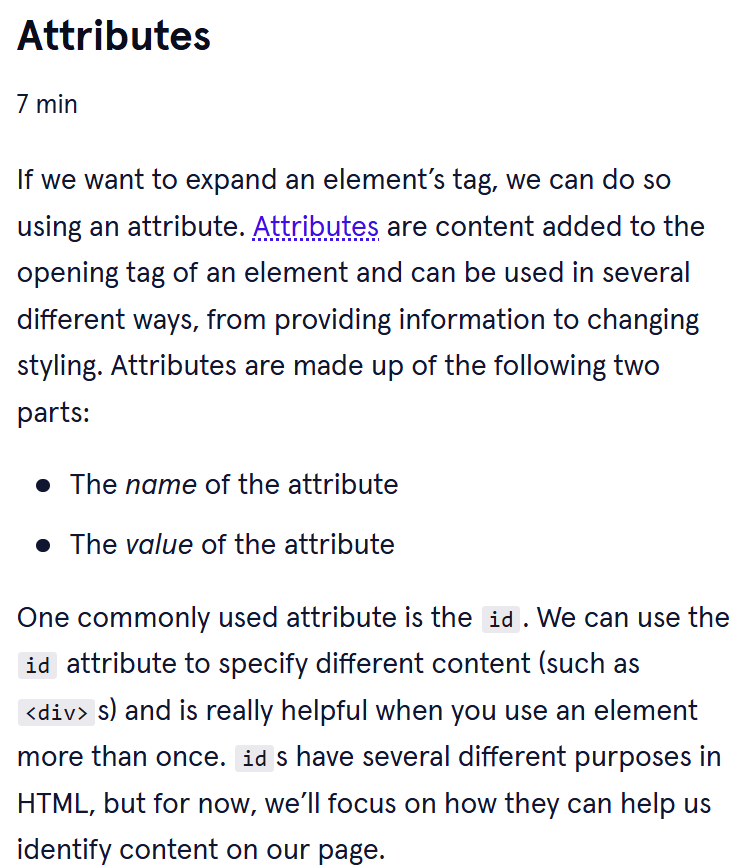 Attributes
7 min
If we want to expand an element’s tag, we can do so
using an attribute. Attributes are content added to the
opening tag of an element and can be used in several
different ways, from providing information to changing
styling. Attributes are made up of the following two
parts:
● The name of the attribute
● The value of the attribute
One commonly used attribute is the id. We can use the
id attribute to specify different content (such as
<div>s) and is really helpful when you use an element
more than once. ids have several different purposes in
HTML, but for now, we’ll focus on how they can help us
identify content on our page.